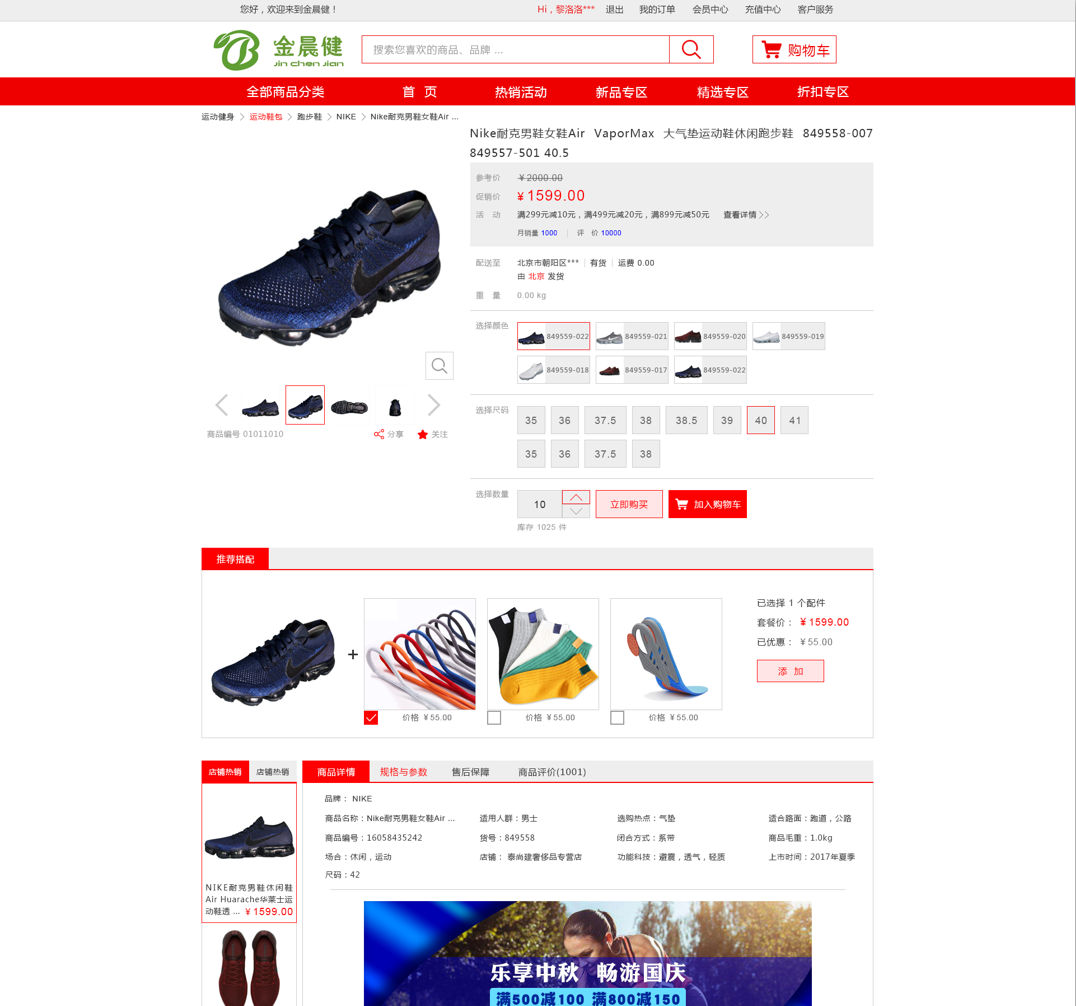 您好，欢迎来到金晨健！
Hi，黎洛洛*** 退出 我的订单 会员中心 充值中心 客户服务
金晨健
jin chen jian
搜索您喜欢的商品、品牌 ...
购物车
全部商品分类 首 页 热销活动 新品专区 精选专区 折扣专区
运动健身 > 运动鞋包 > 跑步鞋 > NIKE > Nike耐克男鞋女鞋Air ...
Nike耐克男鞋女鞋Air VaporMax 大气垫运动鞋休闲跑步鞋 849558-007
849557-501 40.5
参考价 ¥2000.00
促销价 ¥1599.00
活 动 满299元减10元，满499元减20元，满899元减50元 查看详情>>
月销量 1000 | 评 价 10000
配送至 北京市朝阳区*** | 有货 | 运费 0.00
由 北京 发货
重 量 0.00 kg
选择颜色 849559-022 849559-021 849559-020 849559-019
849559-018 849559-017 849559-022
选择尺码 35 36 37.5 38 38.5 39 40 41
35 36 37.5 38
商品编号 01011010 分享 关注
选择数量 10 立即购买 加入购物车
库存 1025 件
推荐搭配
+
价格 ¥55.00 价格 ¥55.00 价格 ¥55.00
已选择 1 个配件
套餐价： ¥1599.00
已优惠： ¥55.00
添 加
店铺热销 店铺热销
NIKE耐克男鞋休闲鞋
Air Huarache华莱士运
动鞋透 ... ¥1599.00
商品详情 规格与参数 售后保障 商品评价(1001)
品牌： NIKE
商品名称：Nike耐克男鞋女鞋Air ... 适用人群：男士 选购热点：气垫 适合路面：跑道，公路
商品编号：16058435242 货号：849558 闭合方式：系带 商品毛重：1.0kg
场合：休闲，运动 店铺： 泰尚建奢侈品专营店 功能科技：避震，透气，轻质 上市时间：2017年夏季
尺码：42
乐享中秋 畅游国庆
满500减100 满800减150